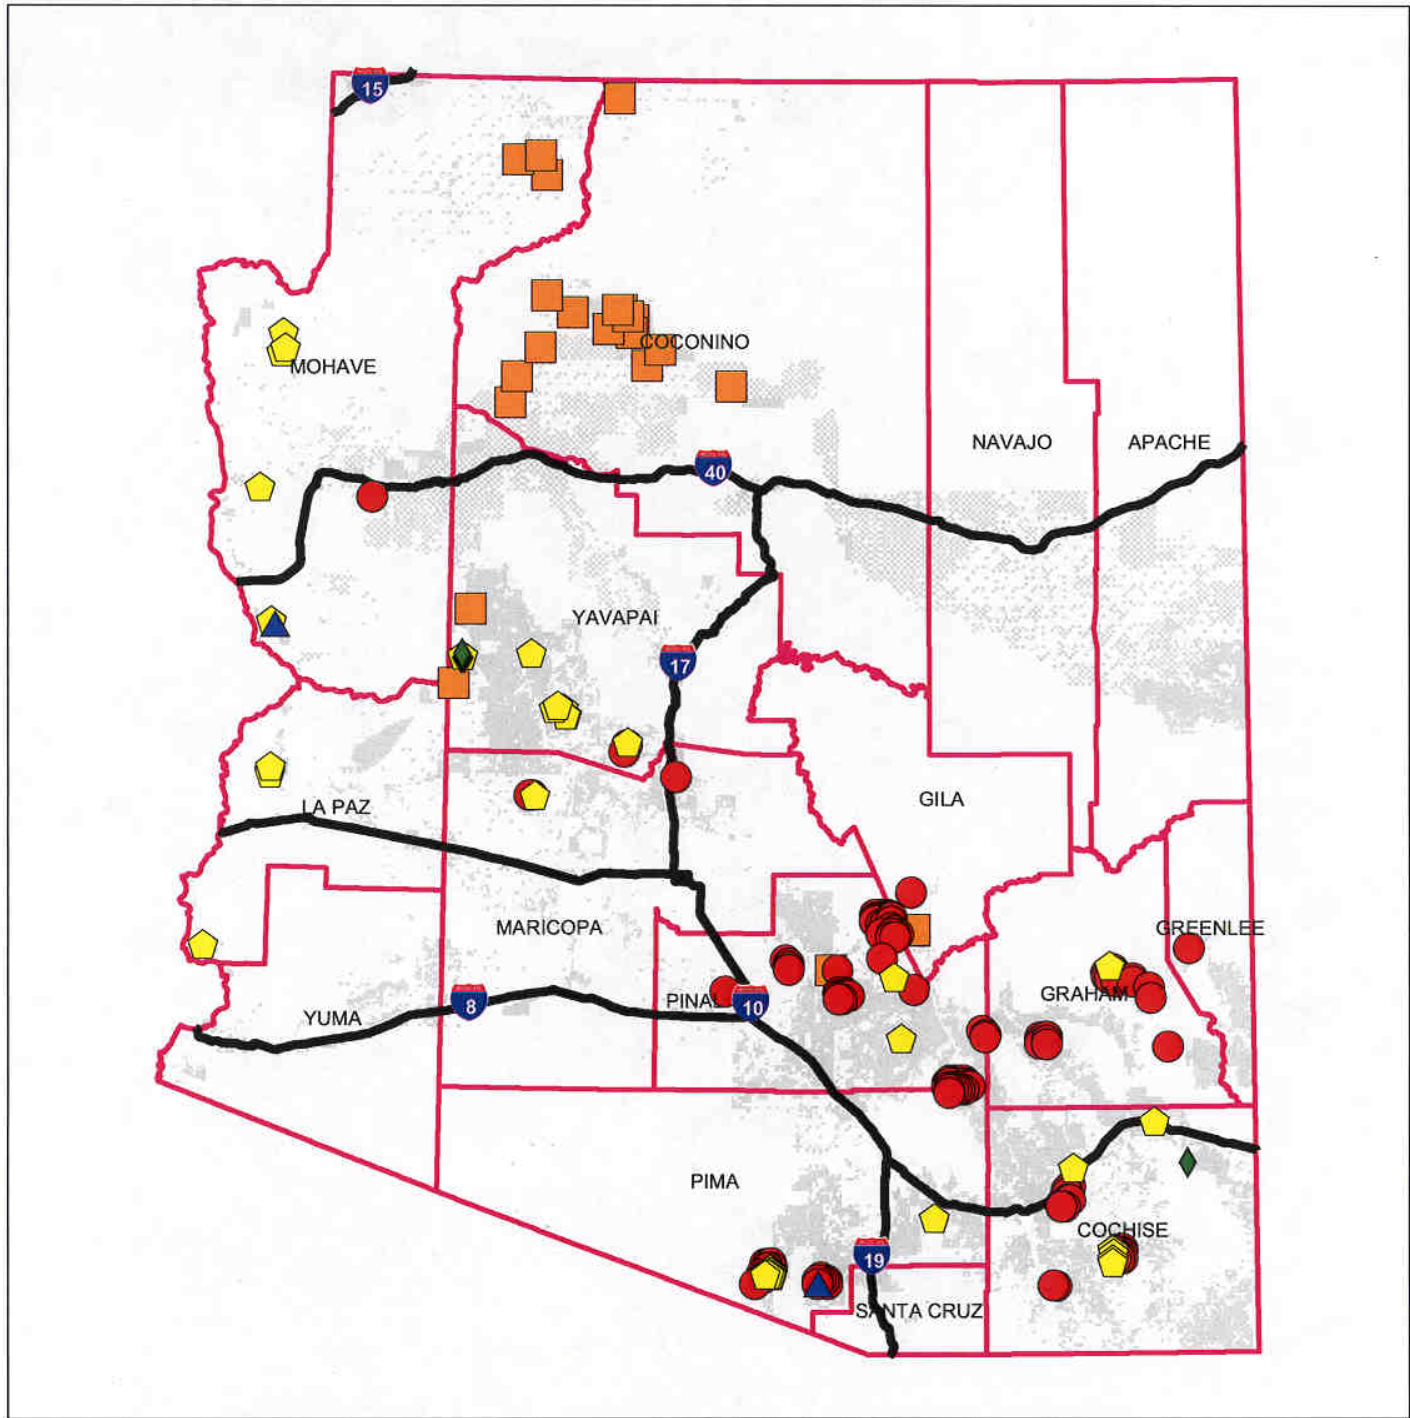 15
COCONINO
MOHAVE
NAVAJO
APACHE
40
YAVAPAI
17
GILA
LA PAZ
MARICOPA
GREENLEE
GRAHAM
PINAL
8
10
YUMA
PIMA
COCHISE
19
SANTA CRUZ